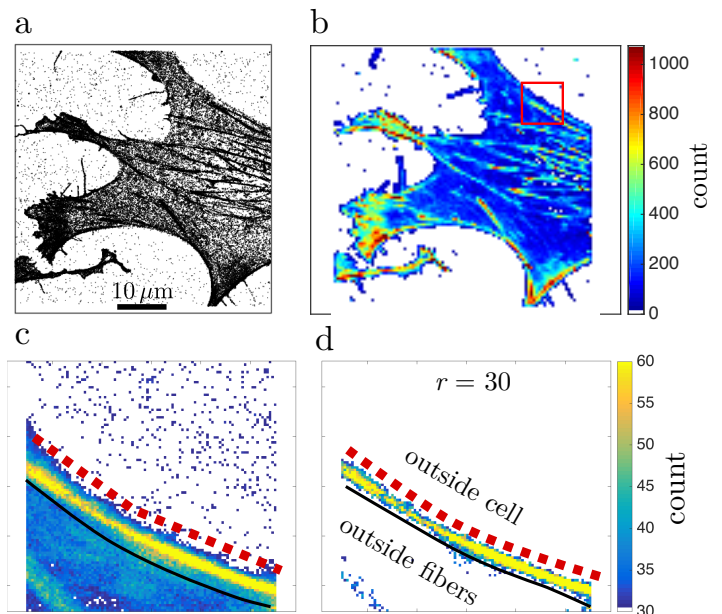 a
b
10 μm
1000
800
600
400
200
0
count
c
d
r = 30
outside cell
outside fibers
60
55
50
45
40
35
30
count